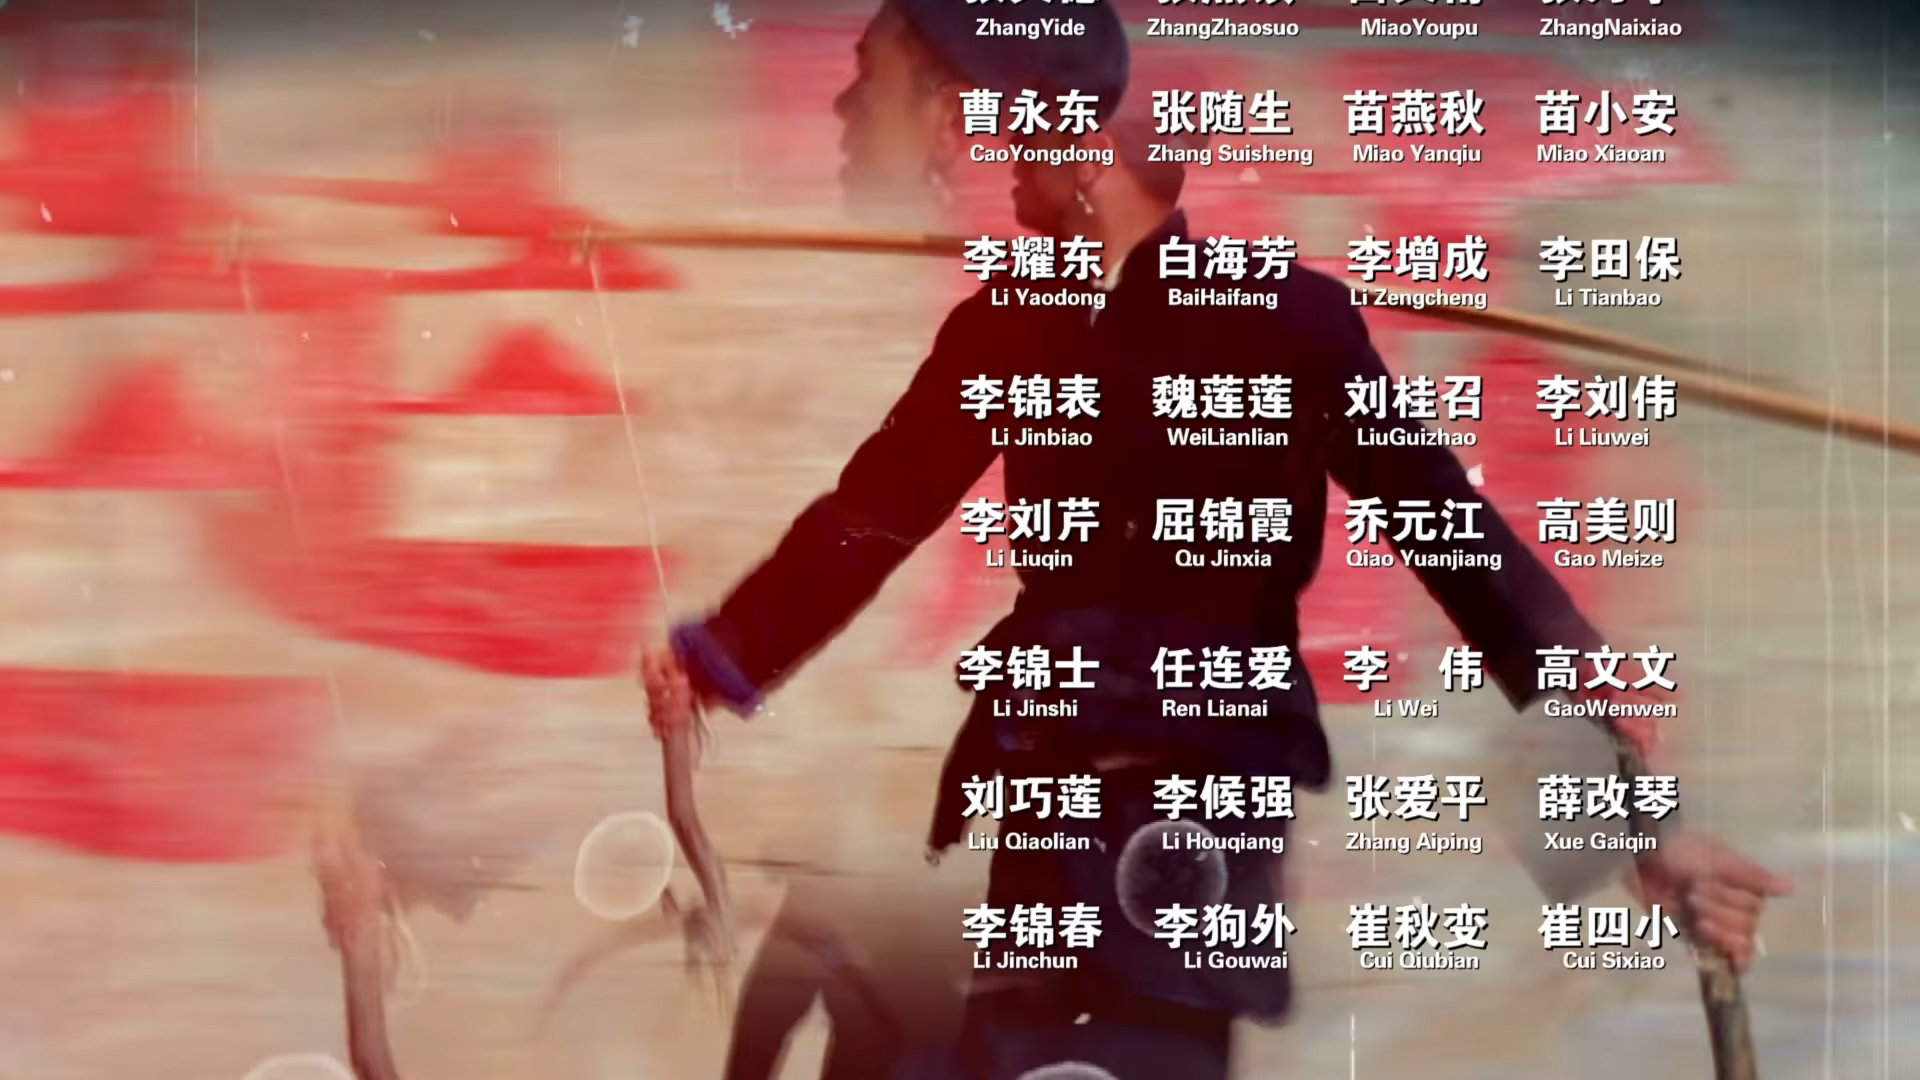 ZhangYide ZhangZhaosuo MiaoYoupu ZhangNaixiao
曹永东 张随生 苗燕秋 苗小安
CaoYongdong Zhang Suisheng Miao Yanqiu Miao Xiaoan
李耀东 白海芳 李增成 李田保
Li Yaodong BaiHaifang Li Zengcheng Li Tianbao
李锦表 魏莲莲 刘桂召 李刘伟
Li Jinbiao WeiLianlian LiuGuizhao Li Liuwei
李刘芹 屈锦霞 乔元江 高美则
Li Liuqin Qu Jinxia Qiao Yuanjiang Gao Meize
李锦士 任连爱 李 伟 高文文
Li Jinshi Ren Lianai Li Wei GaoWenwen
刘巧莲 李候强 张爱平 薛改琴
Liu Qiaolian Li Houqiang Zhang Aiping Xue Gaiqin
李锦春 李狗外 崔秋变 崔四小
Li Jinchun Li Gouwai Cui Qiubian Cui Sixiao